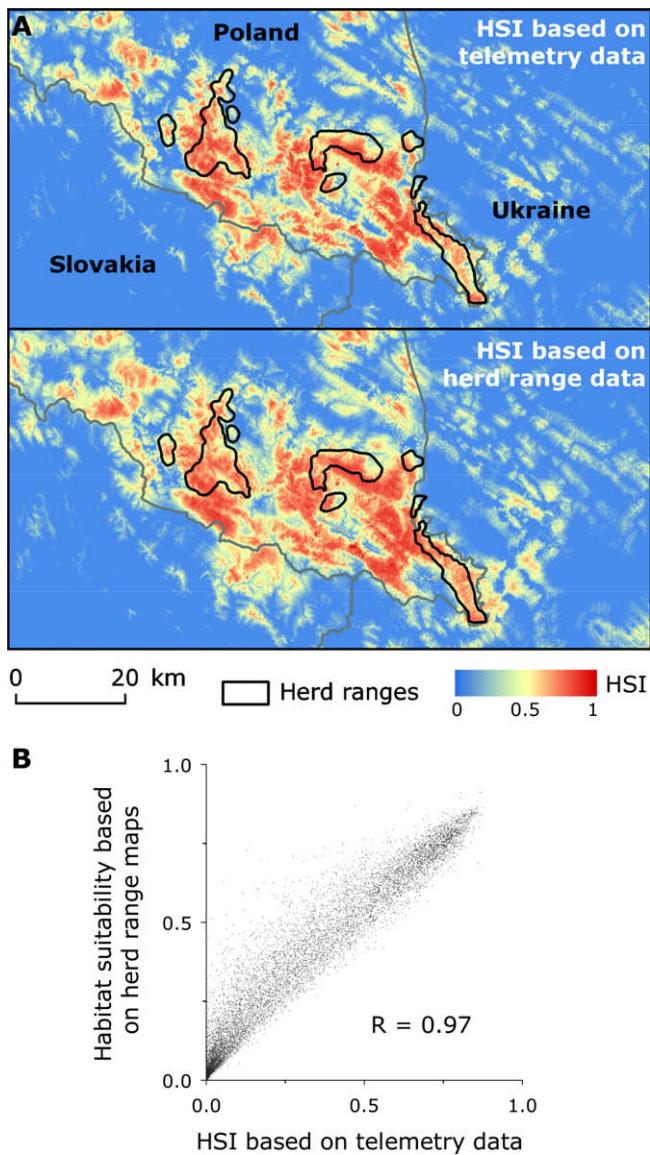 A
Poland
HSI based on
telemetry data
Ukraine
Slovakia
HSI based on
herd range data
0 20 km
Herd ranges
HSI
0 0.5 1
B
1.0
Habitat suitability based
on herd range maps
0.5
R = 0.97
0.0
0.0 0.5 1.0
HSI based on telemetry data